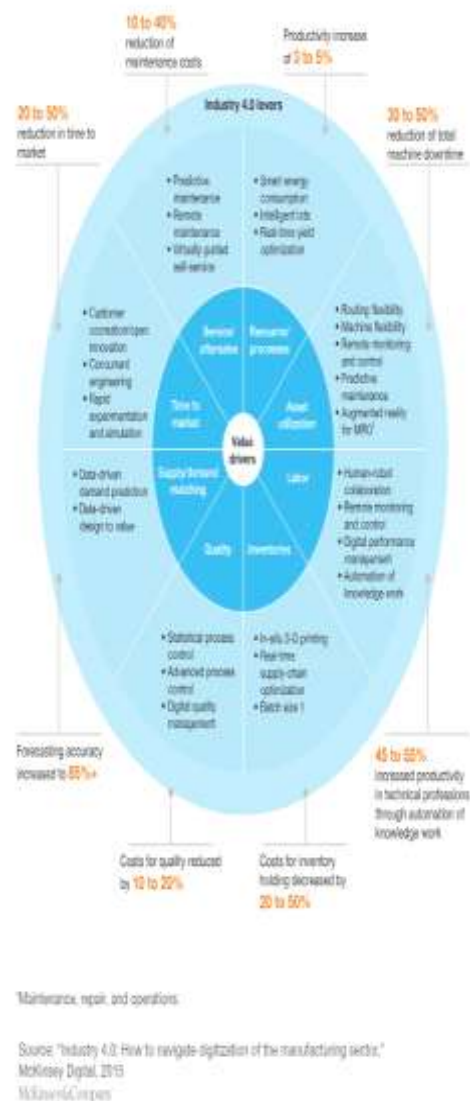 10 to 40%
reduction of
maintenance costs
Productivity increase
of 3 to 5%
20 to 50%
reduction in time to
market
Industry 4.0 levers
30 to 50%
reduction of total
machine downtime
• Predictive
maintenance
• Remote
maintenance
• Virtually guided
self-service
• Smart energy
consumption
• Intelligent lots
• Real-time yield
optimization
• Customer
cocreation/open
innovation
• Concurrent
engineering
• Rapid
experimentation
and simulation
• Routing flexibility
• Machine flexibility
• Remote monitoring
and control
• Predictive
maintenance
• Augmented reality
for MRO¹
Service/
aftersales
Resource/
processes
Time to
market
Asset
utilization
Value
drivers
Supply/demand
matching
Labor
Quality
Inventories
• Data-driven
demand prediction
• Data-driven
design to value
• Human-robot
collaboration
• Remote monitoring
and control
• Digital performance
management
• Automation of
knowledge work
• Statistical process
control
• Advanced process
control
• Digital quality
management
• In-situ 3-D printing
• Real-time
supply-chain
optimization
• Batch size 1
Forecasting accuracy
increased to 85%+
45 to 55%
increased productivity
in technical professions
through automation of
knowledge work
Costs for quality reduced
by 10 to 20%
Costs for inventory
holding decreased by
20 to 50%
¹Maintenance, repair, and operations.
Source: "Industry 4.0: How to navigate digitization of the manufacturing sector,"
McKinsey Digital, 2015
McKinsey&Company